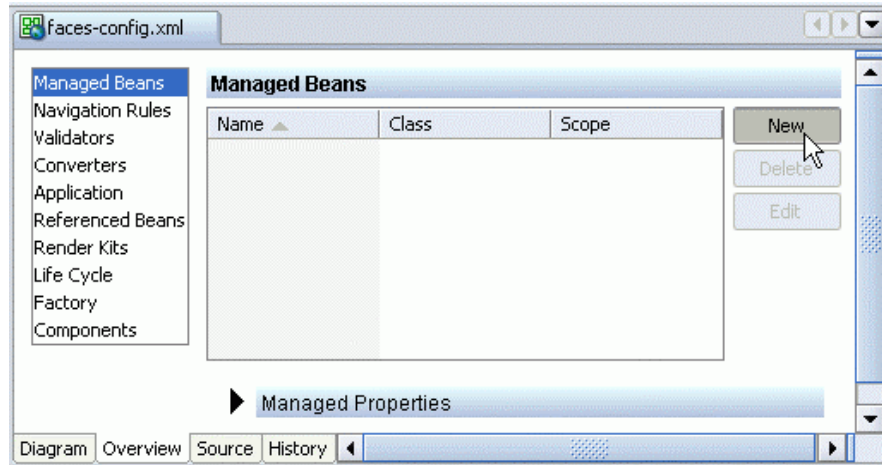 faces-config.xml
Managed Beans
Navigation Rules
Validators
Converters
Application
Referenced Beans
Render Kits
Life Cycle
Factory
Components
Managed Beans
Name Class Scope
New
Delete
Edit
Managed Properties
Diagram Overview Source History